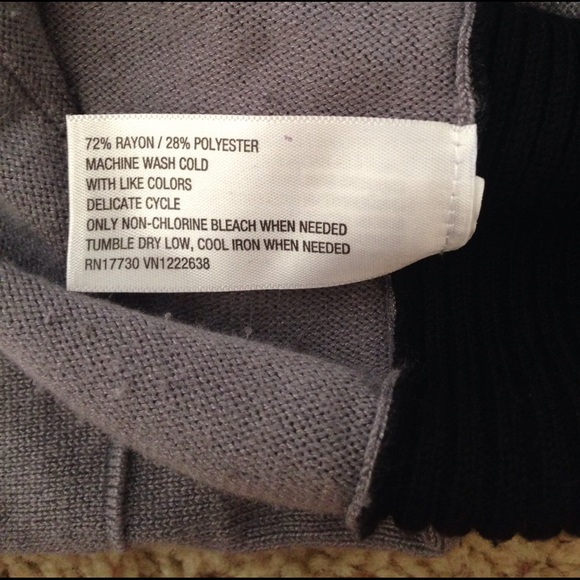 72% RAYON / 28% POLYESTER
MACHINE WASH COLD
WITH LIKE COLORS
DELICATE CYCLE
ONLY NON-CHLORINE BLEACH WHEN NEEDED
TUMBLE DRY LOW, COOL IRON WHEN NEEDED
RN17730 VN1222638